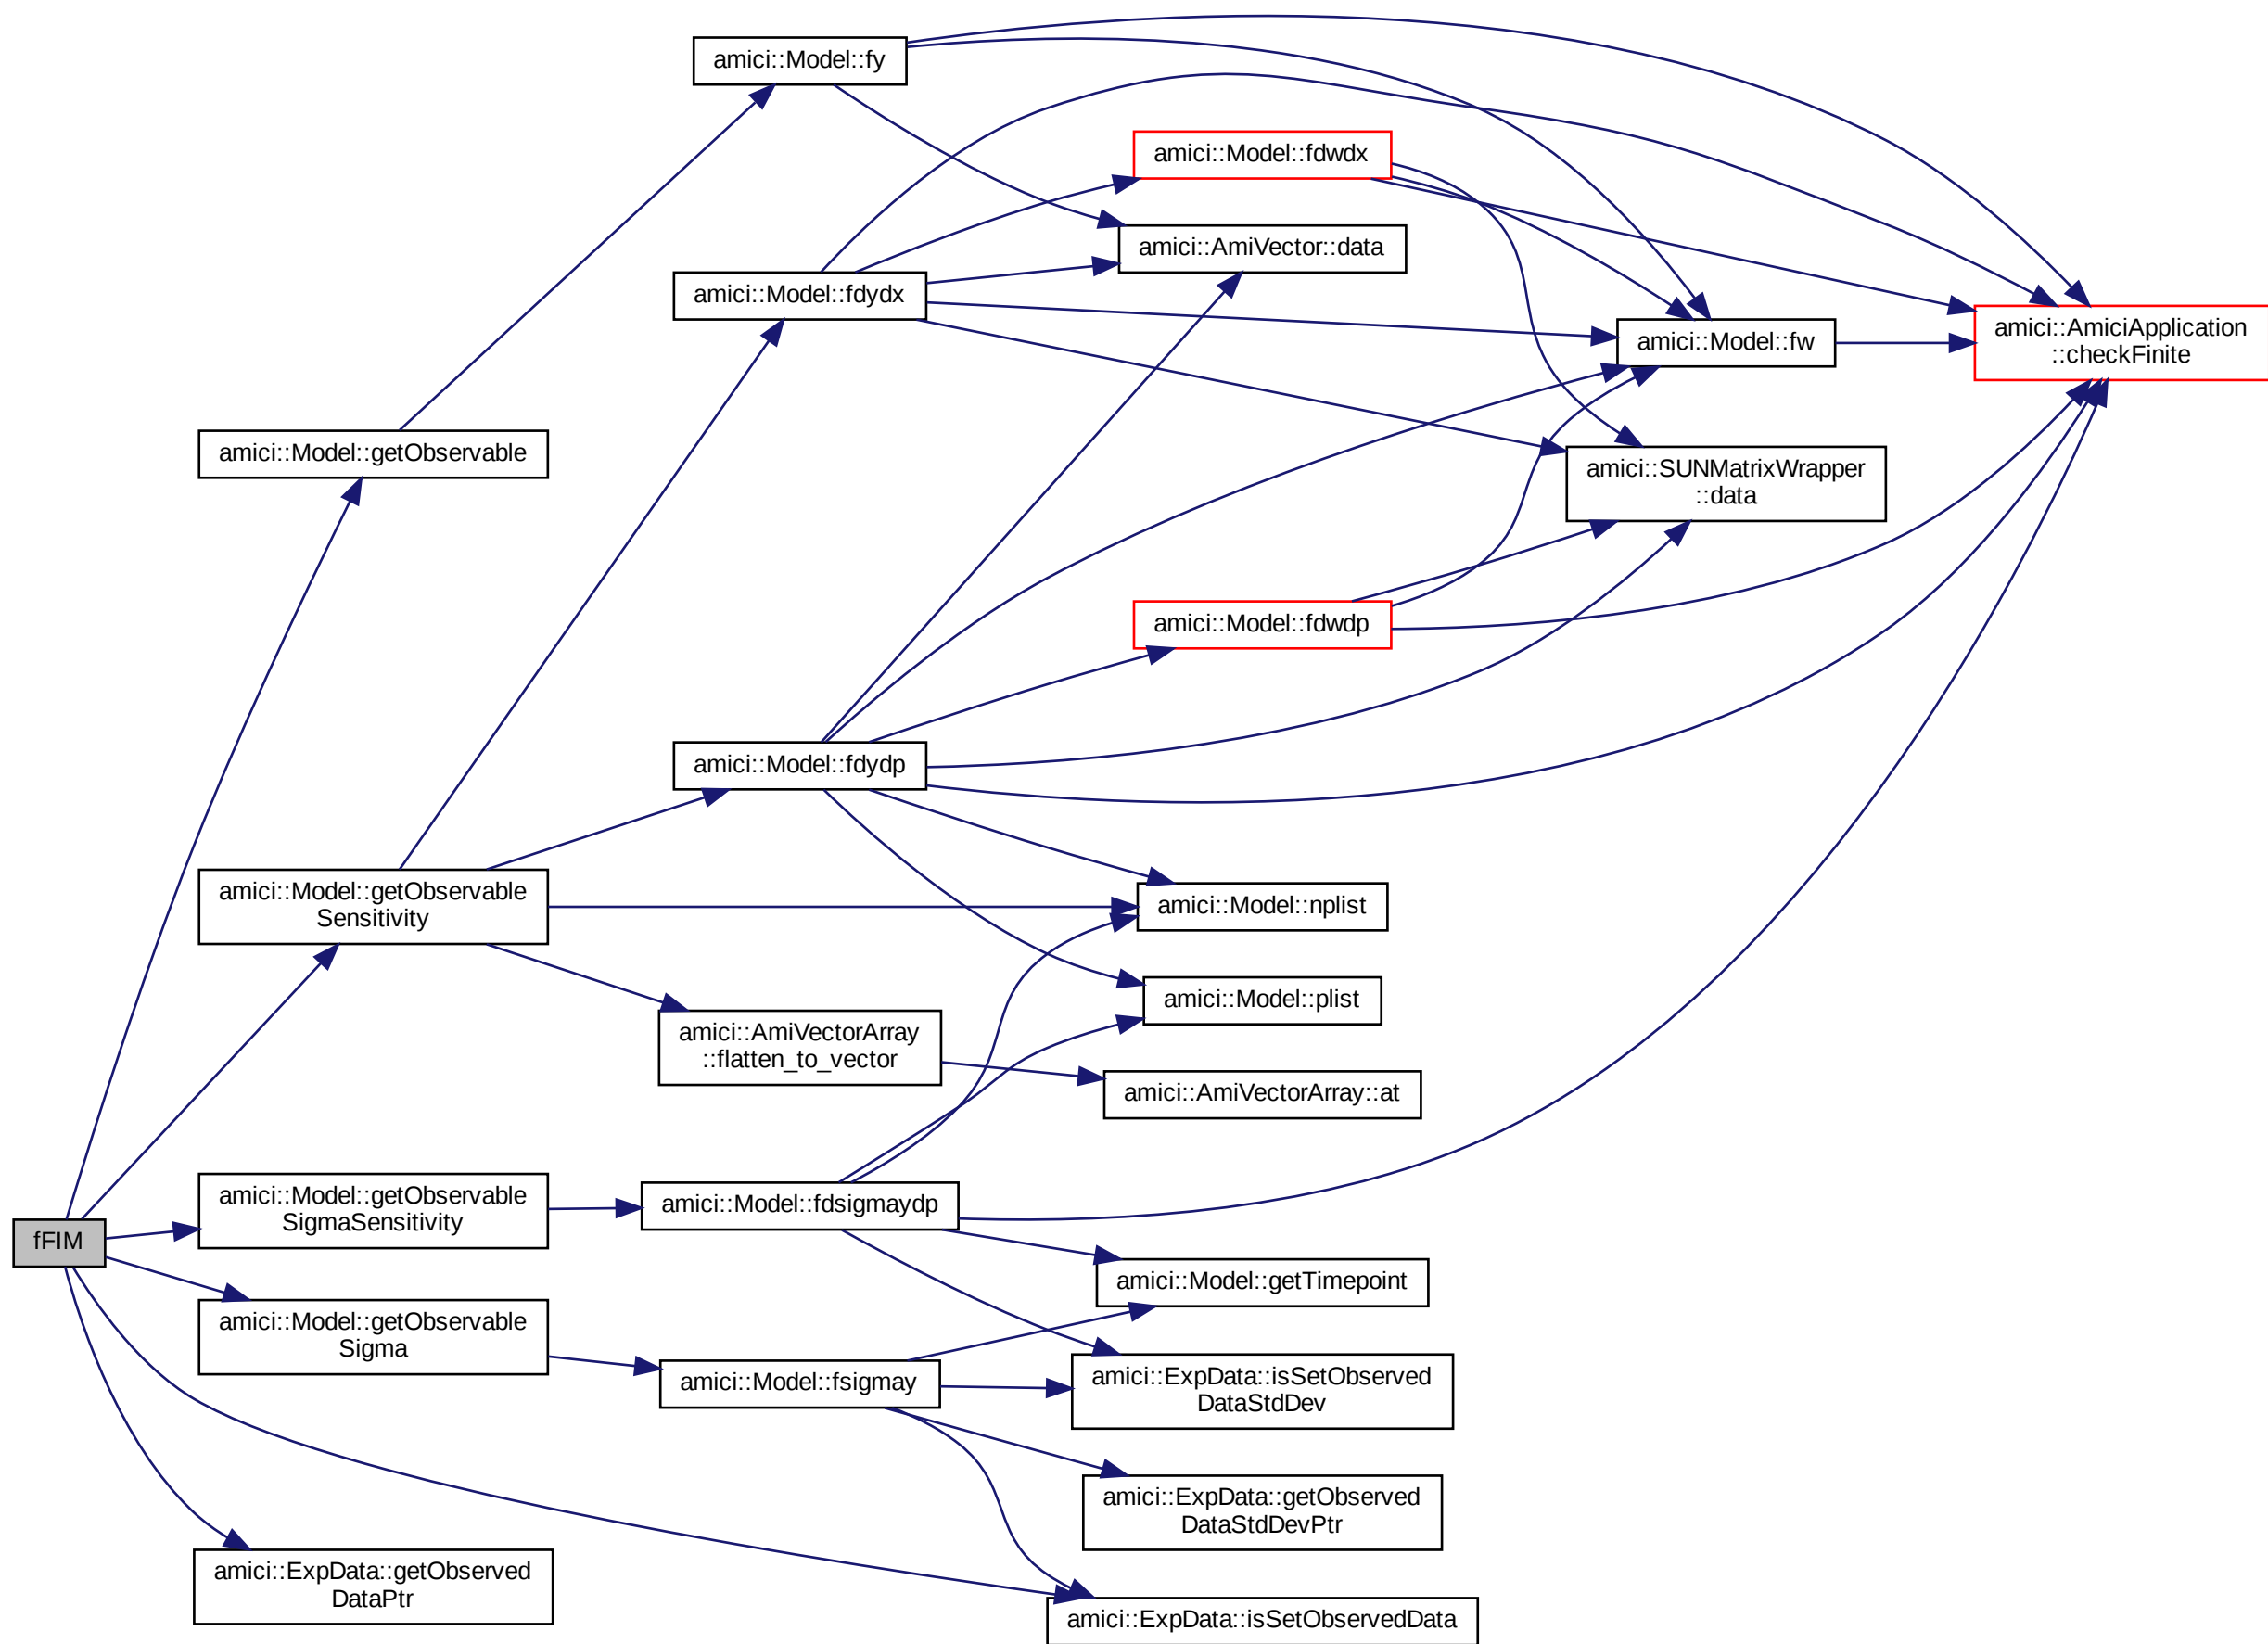 amici::Model::fy
amici::Model::fdwdx
amici::AmiVector::data
amici::Model::fdydx
amici::AmiciApplication
::checkFinite
amici::Model::fw
amici::Model::getObservable
amici::SUNMatrixWrapper
::data
amici::Model::fdwdp
amici::Model::fdydp
amici::Model::getObservable
Sensitivity
amici::Model::nplist
amici::Model::plist
amici::AmiVectorArray
::flatten_to_vector
amici::AmiVectorArray::at
amici::Model::getObservable
SigmaSensitivity
amici::Model::fdsigmaydp
fFIM
amici::Model::getTimepoint
amici::Model::getObservable
Sigma
amici::Model::fsigmay
amici::ExpData::isSetObserved
DataStdDev
amici::ExpData::getObserved
DataStdDevPtr
amici::ExpData::getObserved
DataPtr
amici::ExpData::isSetObservedData